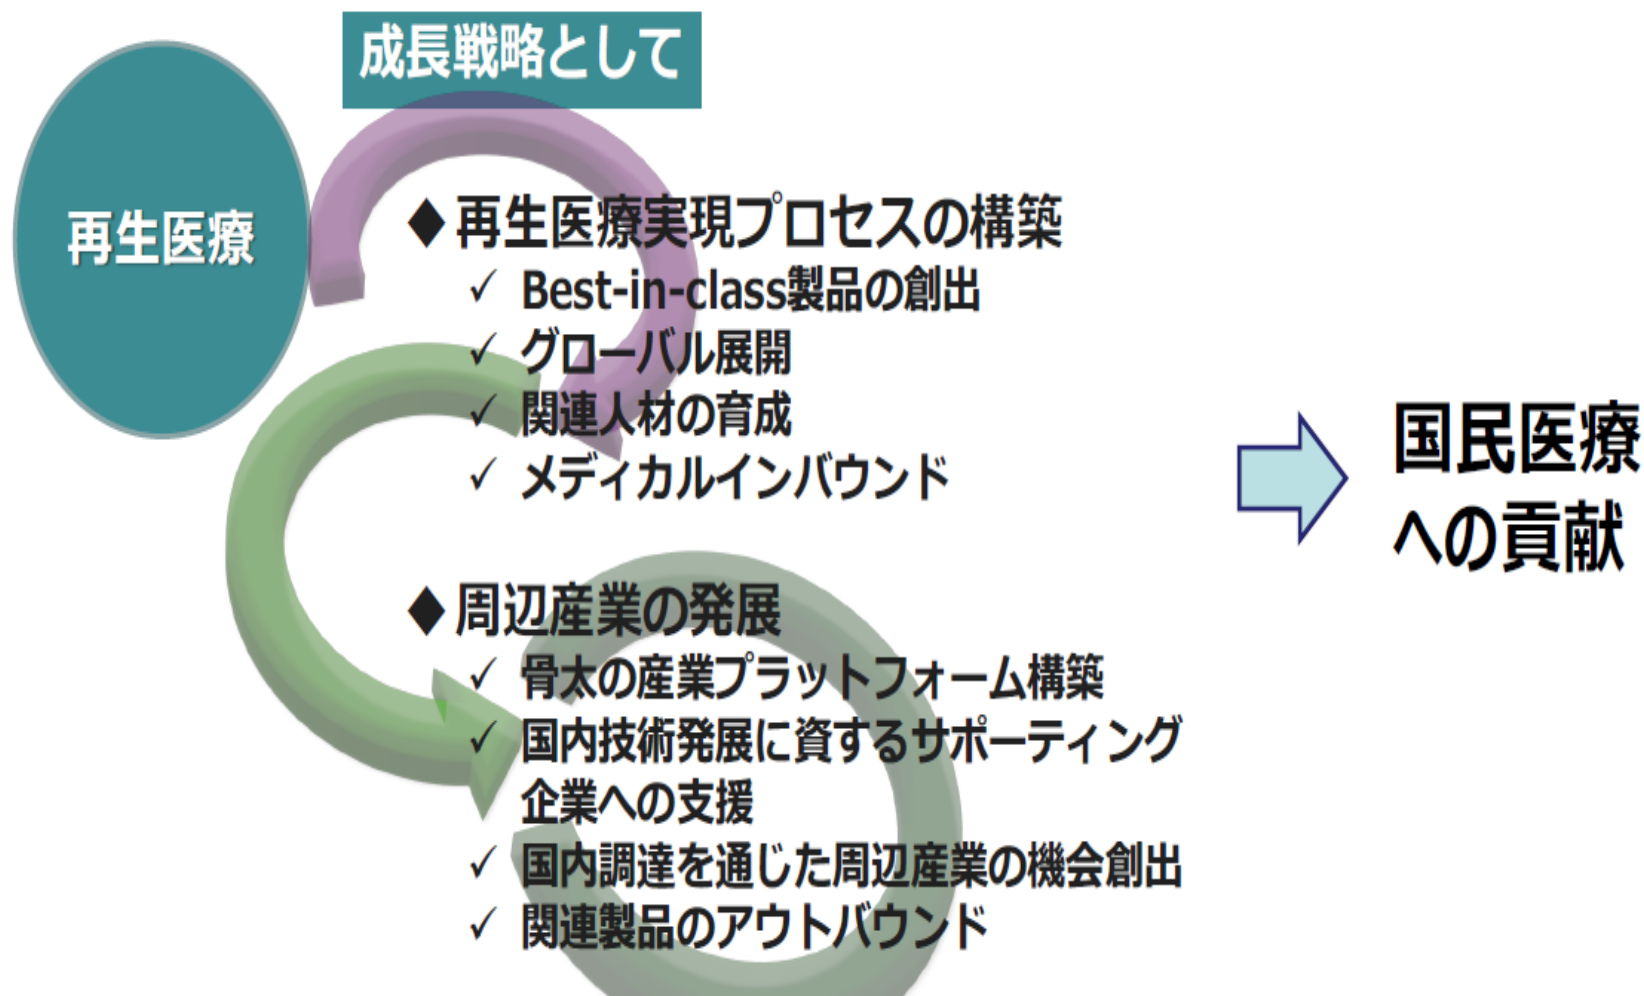 成長戦略として
再生医療
◆再生医療実現プロセスの構築
✓ Best-in-class製品の創出
✓ グローバル展開
✓ 関連人材の育成
✓ メディカルインバウンド
◆周辺産業の発展
✓ 骨太の産業プラットフォーム構築
✓ 国内技術発展に資するサポーティング
企業への支援
✓ 国内調達を通じた周辺産業の機会創出
✓ 関連製品のアウトバウンド
国民医療
への貢献